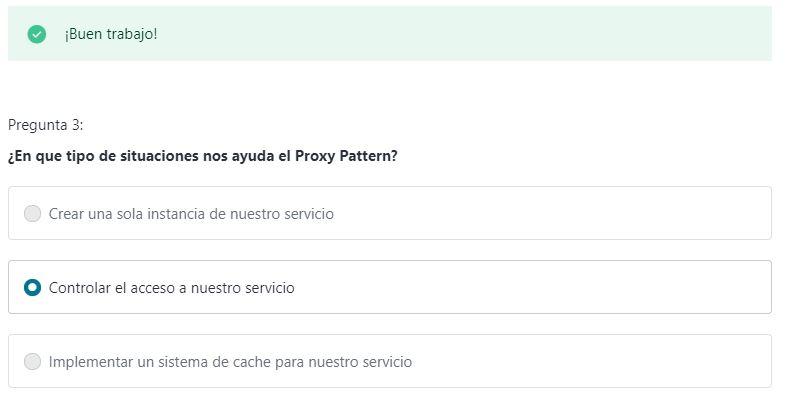 ¡Buen trabajo!
Pregunta 3:
¿En que tipo de situaciones nos ayuda el Proxy Pattern?
Crear una sola instancia de nuestro servicio
Controlar el acceso a nuestro servicio
Implementar un sistema de cache para nuestro servicio